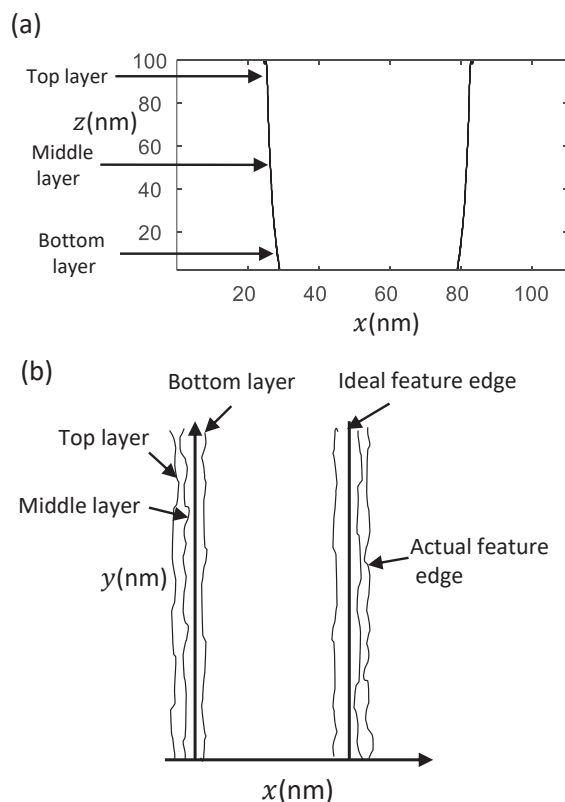 (a)
100
Top layer
80
z(nm)
60
Middle
layer
40
Bottom
layer
20
20 40 60 80 100
x(nm)
(b)
Bottom layer
Ideal feature edge
Top layer
Middle layer
Actual feature
edge
y(nm)
x(nm)